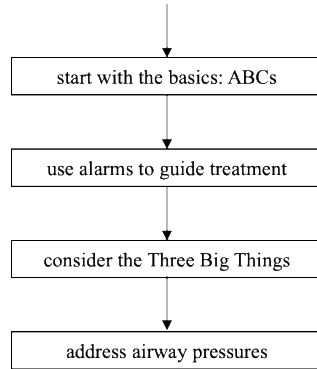 start with the basics: ABCs
use alarms to guide treatment
consider the Three Big Things
address airway pressures